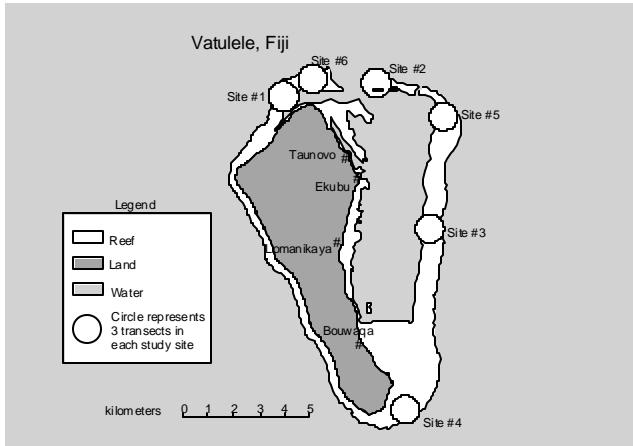 Vatulele, Fiji
Site #6
Site #2
Site #1
Site #5
Taunovo #
Ekubu #
Legend
Reef
Land
Water
Circle represents
3 transects in
each study site
Site #3
Lomanikaya #
Bouwaqa
#
kilometers 0 1 2 3 4 5
Site #4